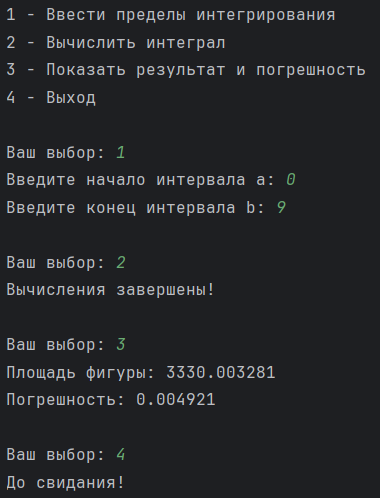 1 - Ввести пределы интегрирования
2 - Вычислить интеграл
3 - Показать результат и погрешность
4 - Выход
Ваш выбор: 1
Введите начало интервала a: 0
Введите конец интервала b: 9
Ваш выбор: 2
Вычисления завершены!
Ваш выбор: 3
Площадь фигуры: 3330.003281
Погрешность: 0.004921
Ваш выбор: 4
До свидания!